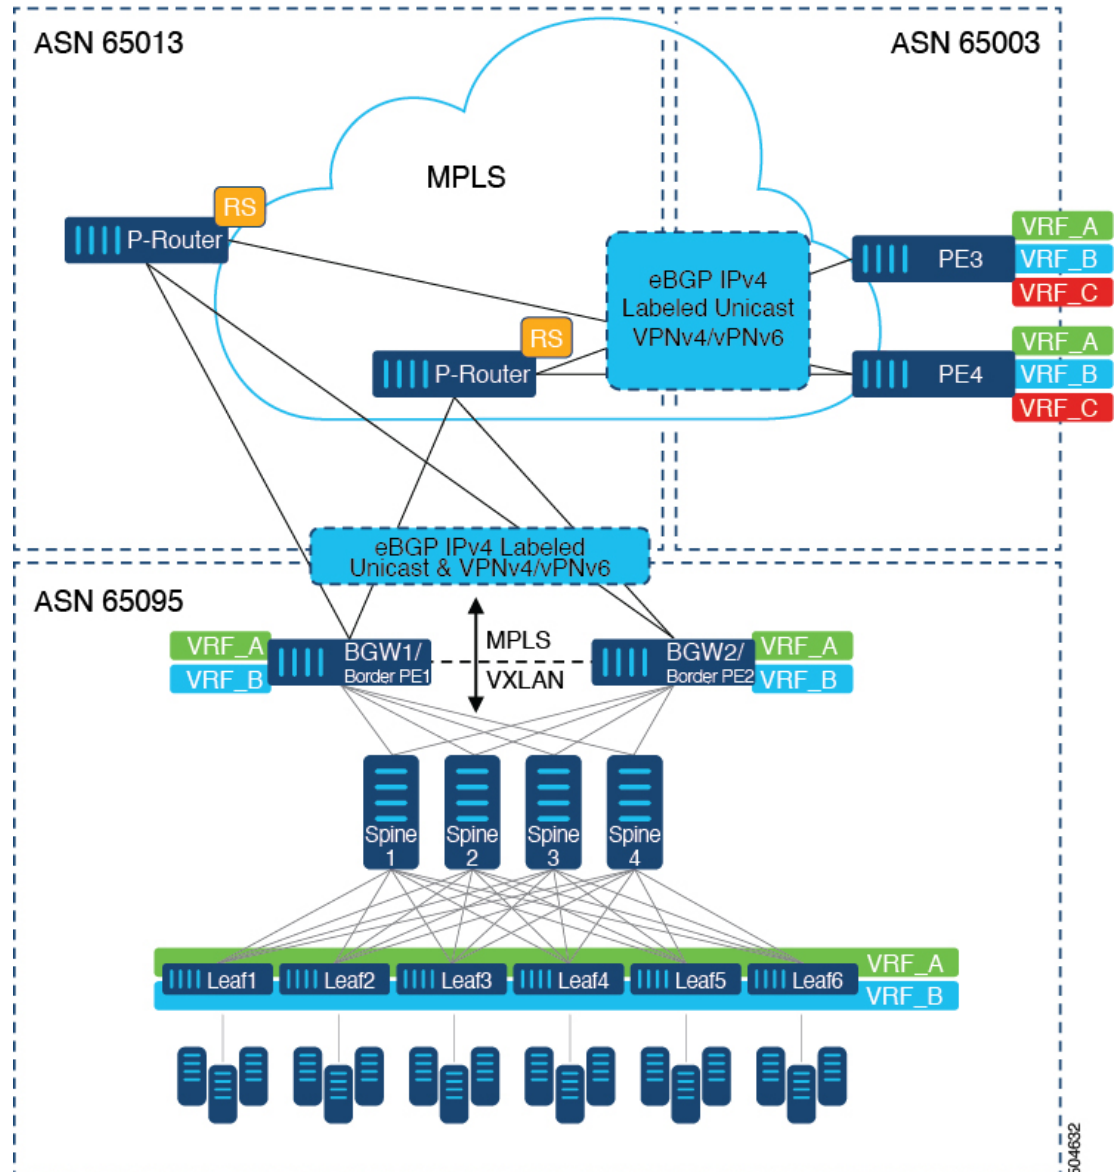 ASN 65013
ASN 65003
MPLS
RS
P-Router
eBGP IPv4
Labeled Unicast
VPNv4/vPNv6
PE3
VRF_A
VRF_B
VRF_C
RS
P-Router
PE4
VRF_A
VRF_B
VRF_C
eBGP IPv4 Labeled
Unicast & VPNv4/vPNv6
ASN 65095
VRF_A
VRF_B
BGW1/
Border PE1
MPLS
VXLAN
BGW2/
Border PE2
VRF_A
VRF_B
Spine
1
Spine
2
Spine
3
Spine
4
Leaf1
Leaf2
Leaf3
Leaf4
Leaf5
Leaf6
VRF_A
VRF_B
504632